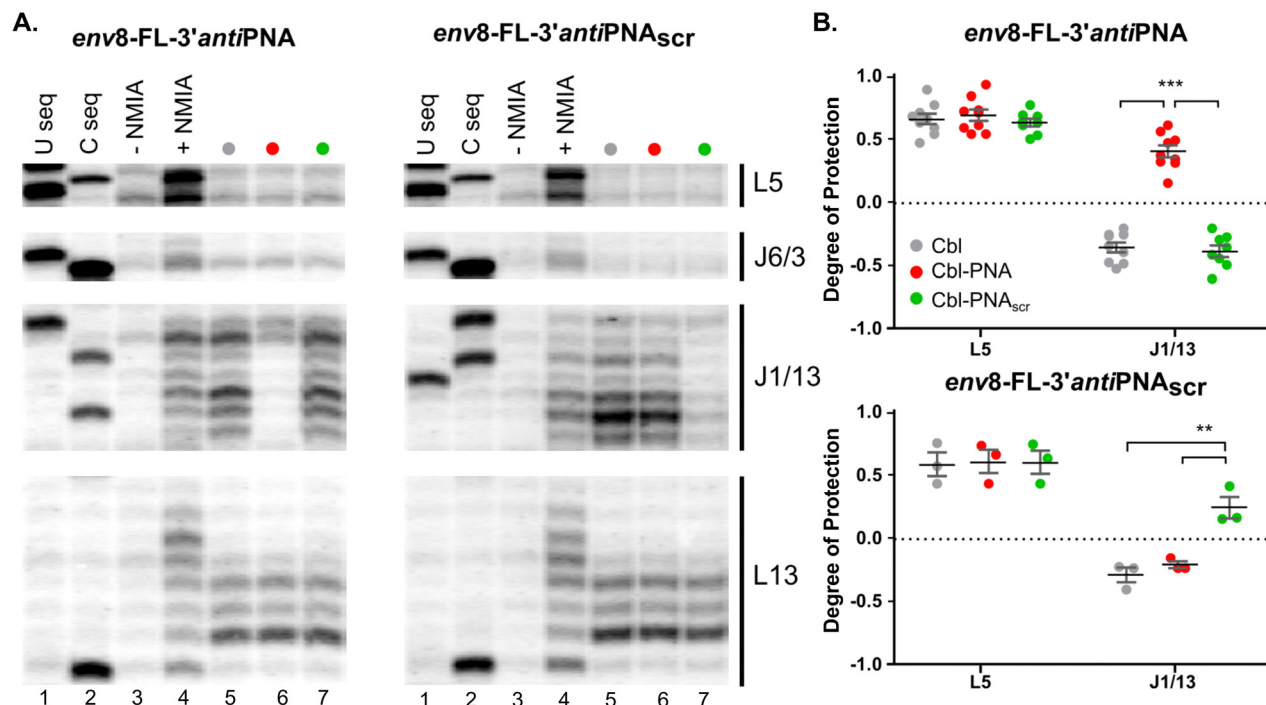 A.
env8-FL-3'antiPNA
env8-FL-3'antiPNAscr
U seq
C seq
- NMIA
+ NMIA
U seq
C seq
- NMIA
+ NMIA
L5
J6/3
J1/13
L13
1 2 3 4 5 6 7
1 2 3 4 5 6 7
B.
env8-FL-3'antiPNA
Degree of Protection
1.0
0.5
0.0
-0.5
-1.0
***
Cbl
Cbl-PNA
Cbl-PNAscr
L5 J1/13
env8-FL-3'antiPNAscr
Degree of Protection
1.0
0.5
0.0
-0.5
-1.0
**
L5 J1/13